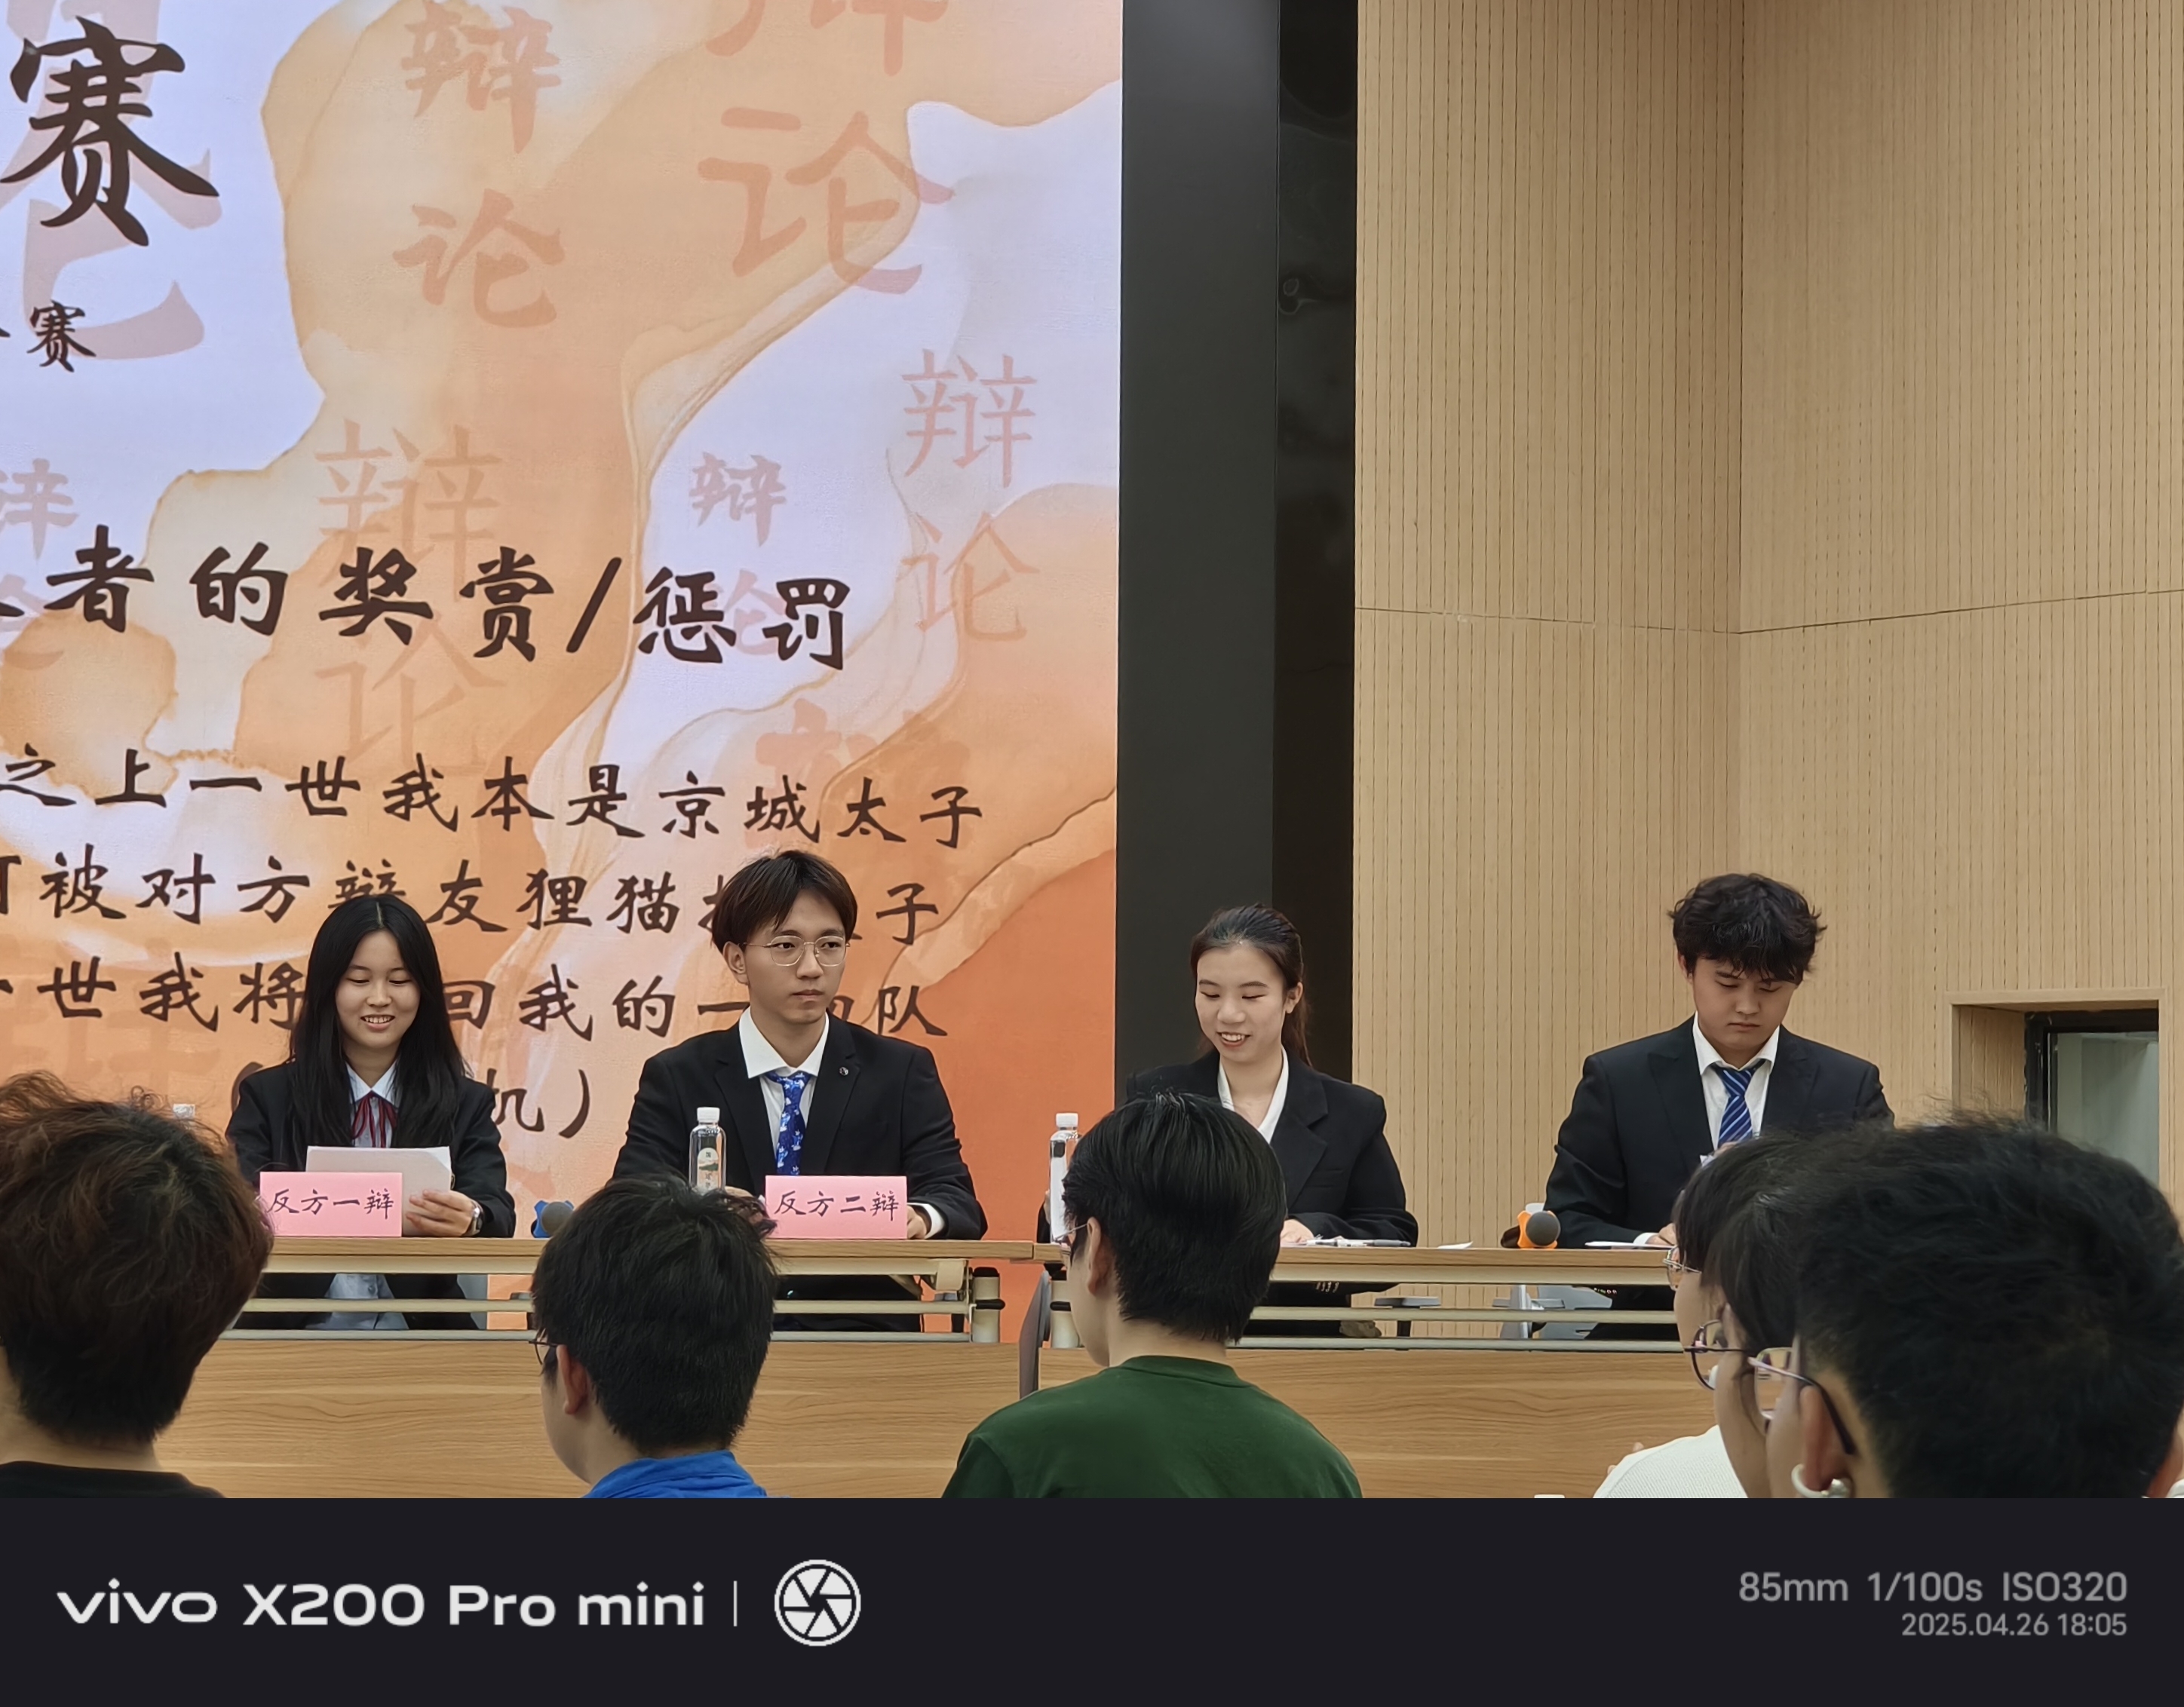 赛
赛
辩论
辩论
辩论
辩论
辩
者的奖赏/惩罚
之上一世我本是京城太子
被对方辩友狸猫 子
世我将 回我的一 队
机）
反方一辩
反方二辩
vivo X200 Pro mini
85mm 1/100s ISO320
2025.04.26 18:05